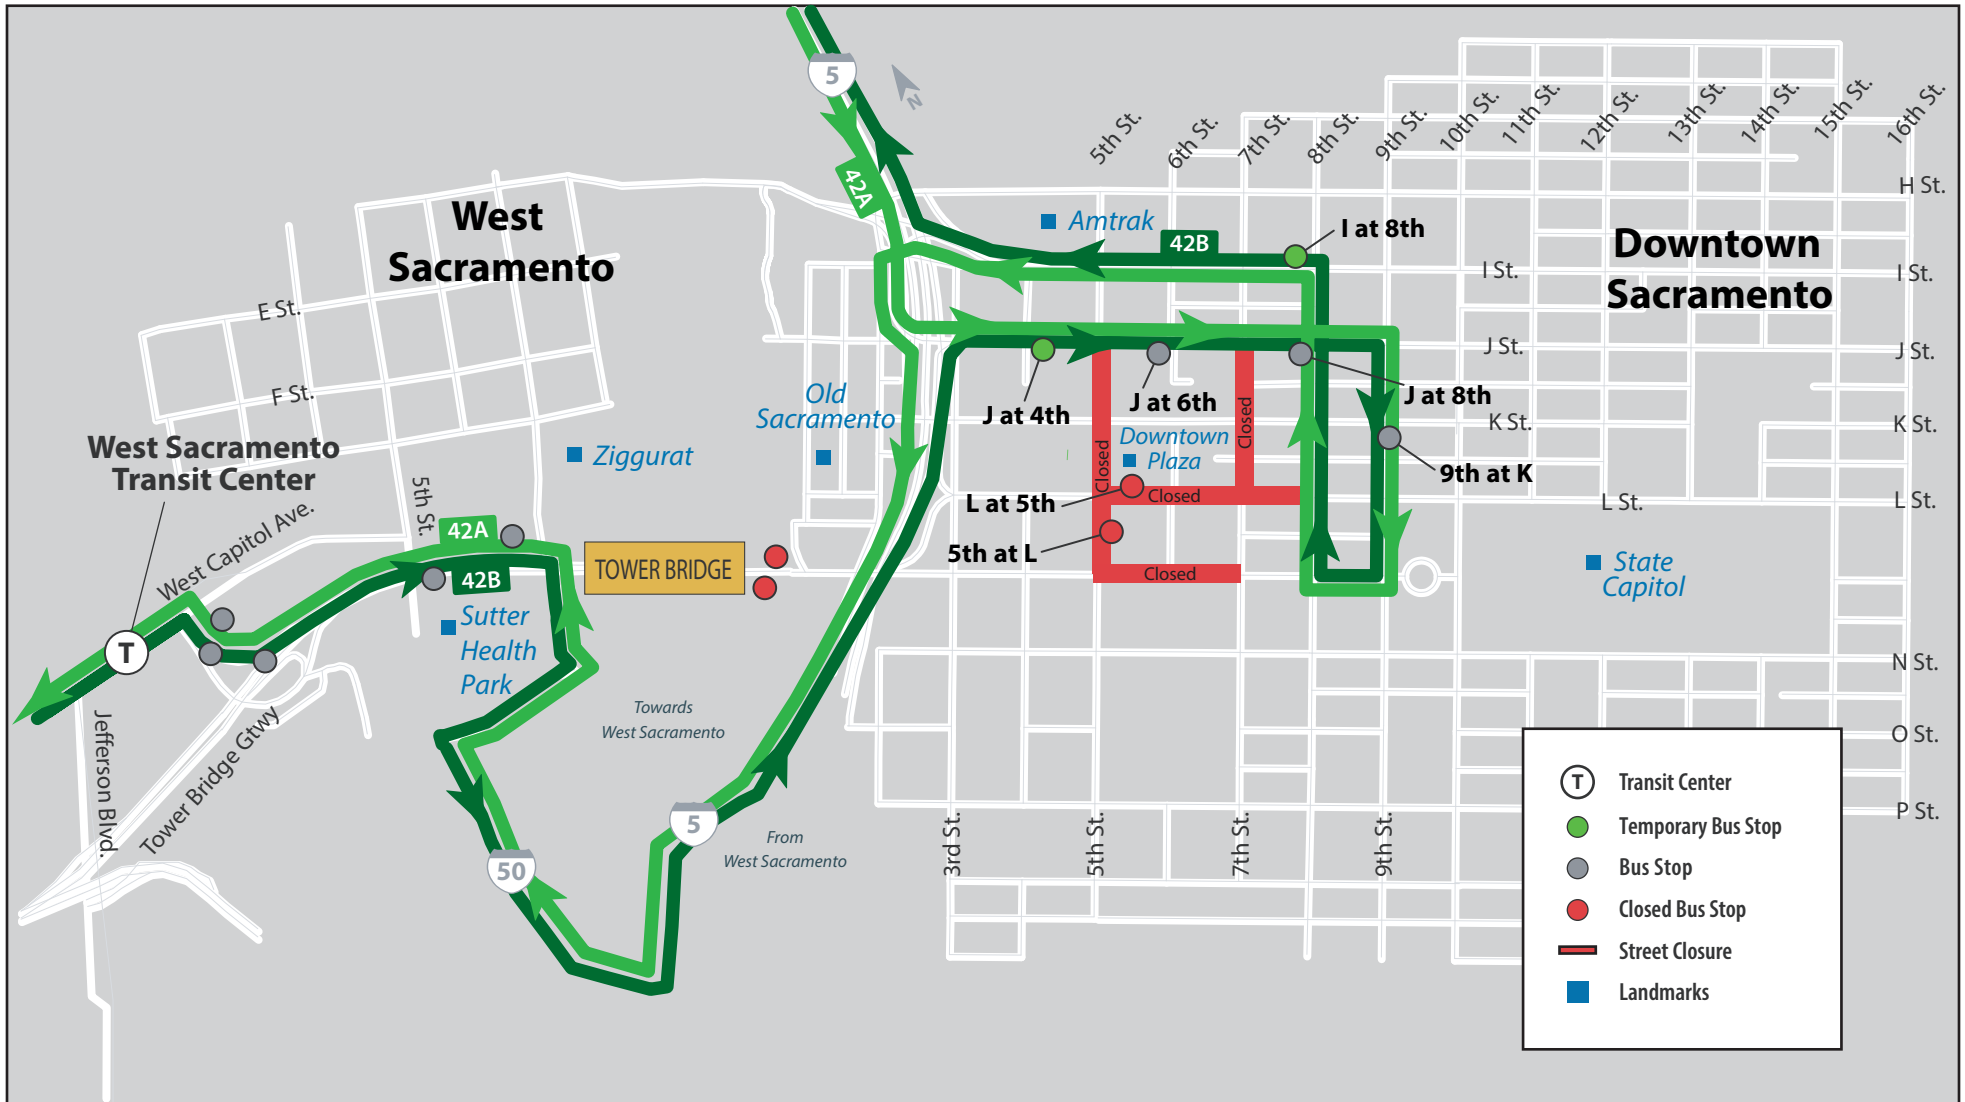 5
N
5th St.
6th St.
7th St.
8th St.
9th St.
10th St.
11th St.
12th St.
13th St.
14th St.
15th St.
16th St.
42A
West
Sacramento
Amtrak
42B
I at 8th
Downtown
Sacramento
H St.
I St.
I St.
E St.
J St.
J St.
F St.
Old
Sacramento
J at 4th
J at 6th
J at 8th
K St.
K St.
Closed
Closed
Downtown
Plaza
West Sacramento
Transit Center
Ziggurat
9th at K
L at 5th
Closed
L St.
L St.
5th St.
West Capitol Ave.
42A
42B
TOWER BRIDGE
5th at L
Closed
State
Capitol
Sutter
Health
Park
T
N St.
Towards
West Sacramento
Jefferson Blvd.
Tower Bridge Gtwy
O St.
5
From
West Sacramento
50
3rd St.
5th St.
7th St.
9th St.
P St.
T Transit Center
Temporary Bus Stop
Bus Stop
Closed Bus Stop
Street Closure
Landmarks